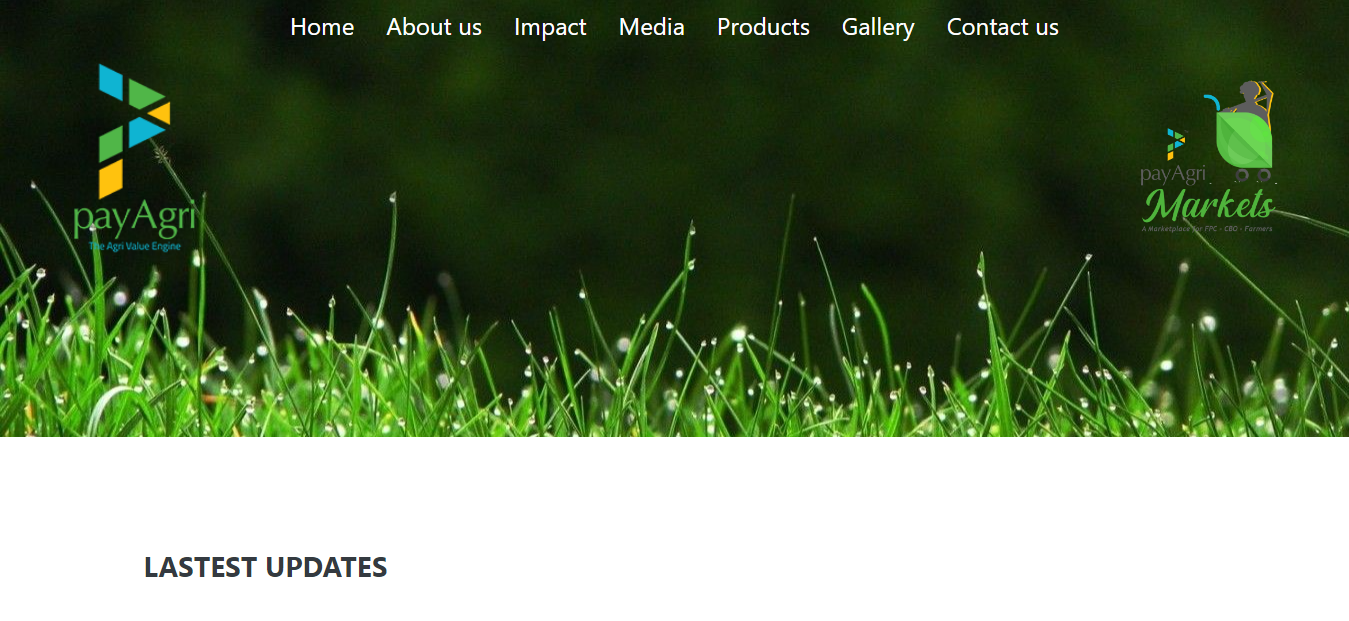 Home About us Impact Media Products Gallery Contact us
payAgri
The Agri Value Engine
payAgri
Markets
A Marketplace for FPC - CBO - Farmers
LASTEST UPDATES